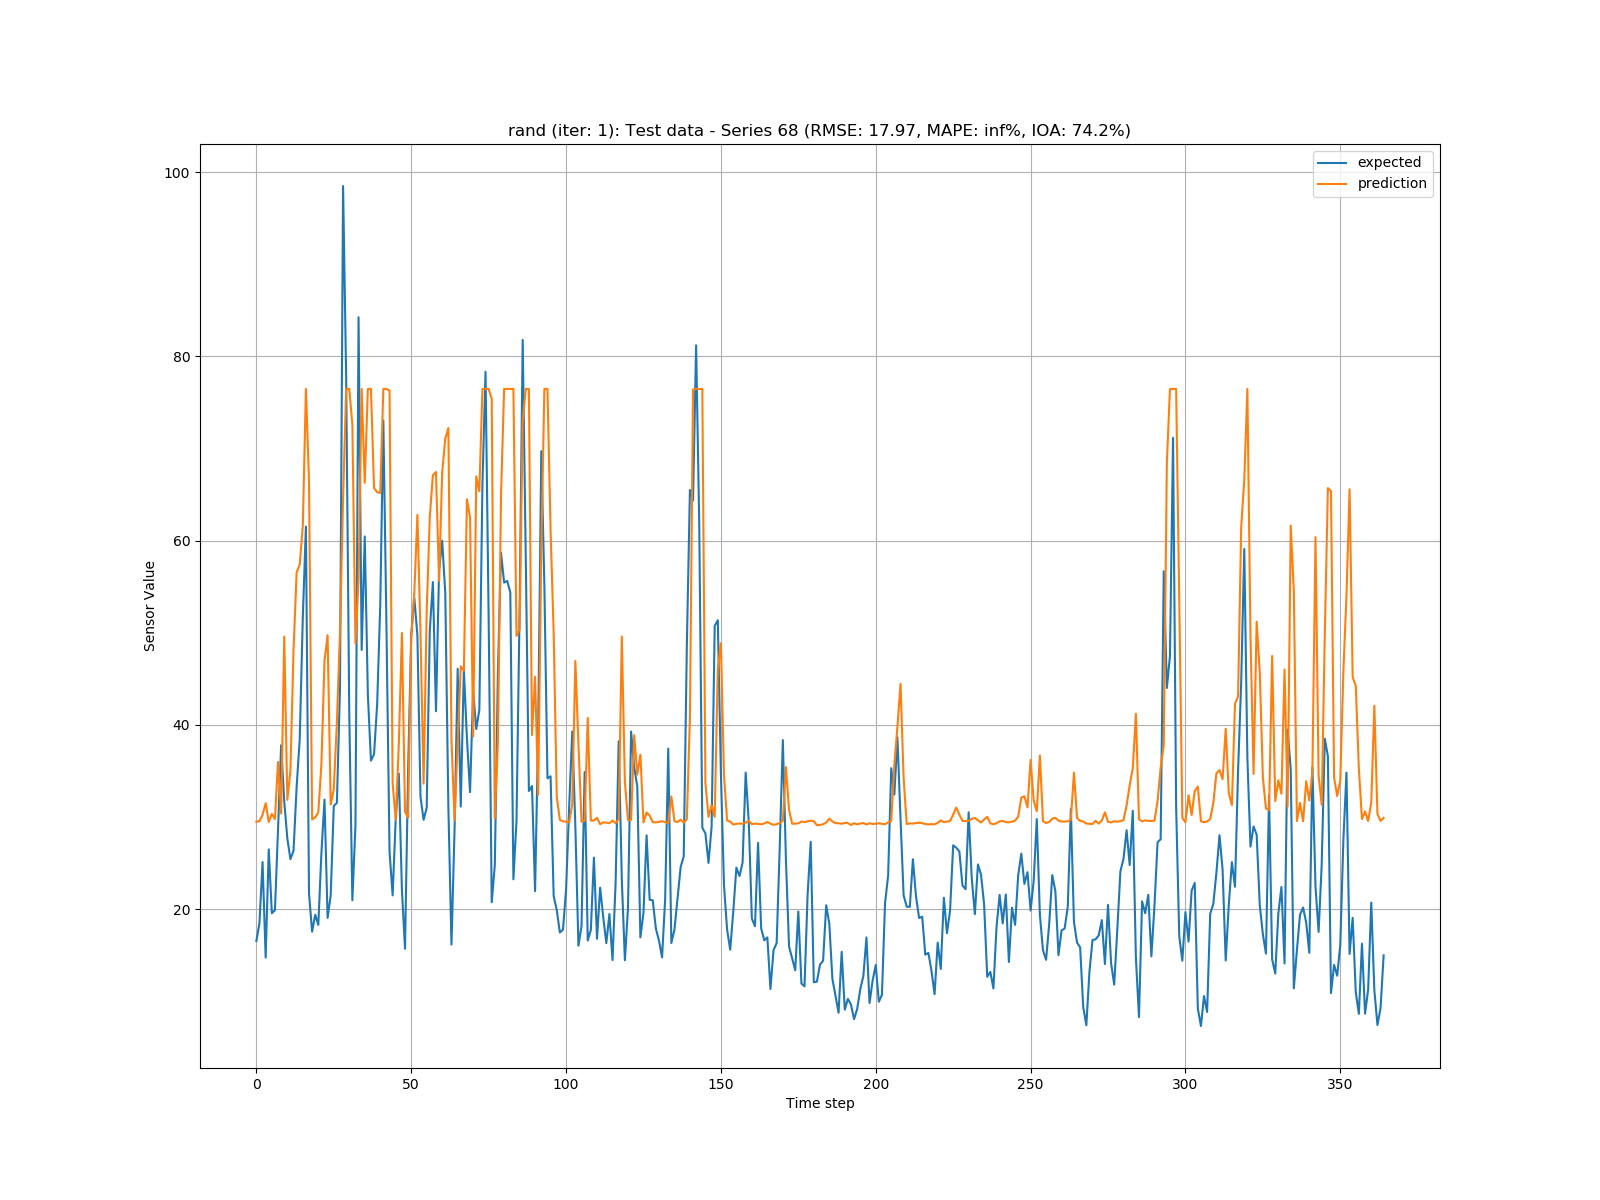 rand (iter: 1): Test data - Series 68 (RMSE: 17.97, MAPE: inf%, IOA: 74.2%)
expected
prediction
100
80
60
40
20
Sensor Value
0 50 100 150 200 250 300 350
Time step